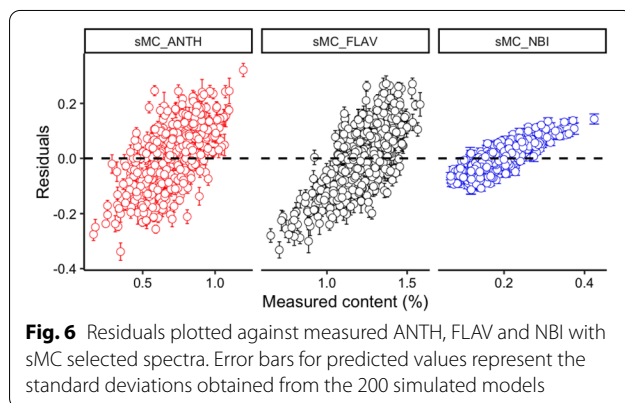 sMC_ANTH sMC_FLAV sMC_NBI
Residuals
0.2
0.0
-0.2
-0.4
0.5 1.0 1.0 1.5 0.2 0.4
Measured content (%)
Fig. 6 Residuals plotted against measured ANTH, FLAV and NBI with
sMC selected spectra. Error bars for predicted values represent the
standard deviations obtained from the 200 simulated models